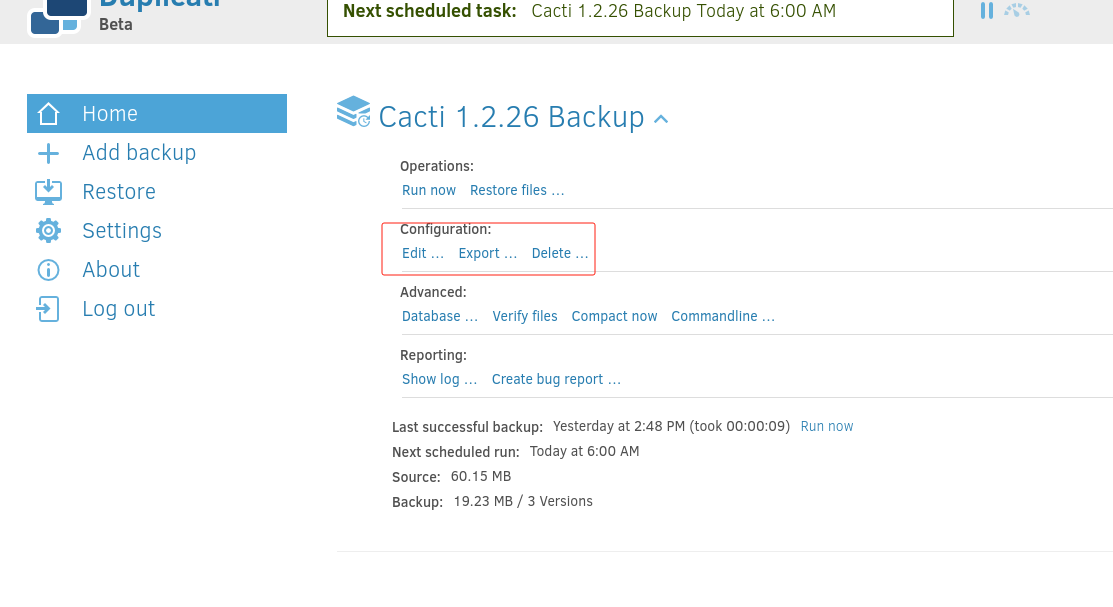 Duplicati
Beta
Next scheduled task: Cacti 1.2.26 Backup Today at 6:00 AM
Home
Add backup
Restore
Settings
About
Log out
Cacti 1.2.26 Backup
Operations:
Run now Restore files ...
Configuration:
Edit ... Export ... Delete ...
Advanced:
Database ... Verify files Compact now Commandline ...
Reporting:
Show log ... Create bug report ...
Last successful backup: Yesterday at 2:48 PM (took 00:00:09) Run now
Next scheduled run: Today at 6:00 AM
Source: 60.15 MB
Backup: 19.23 MB / 3 Versions